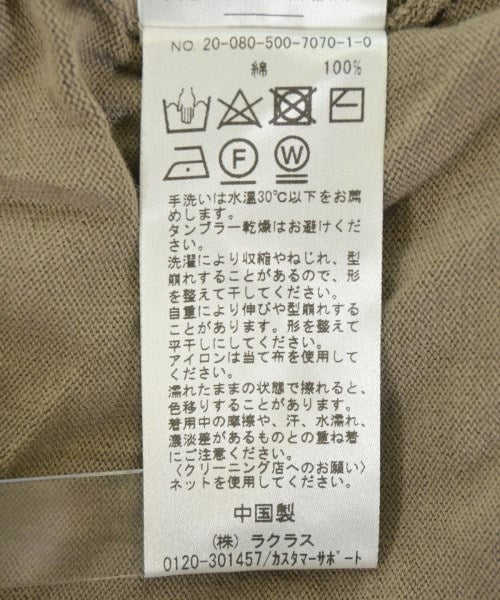 NO. 20-080-500-7070-1-0
綿 100%
F
W
手洗いは水温30℃以下をお薦
めします。
タンブラー乾燥はお避けくださ
い。
洗濯により収縮やねじれ、型
崩れすることがあるので、形
を整えて干してください。
自重により伸びや型崩れする
ことがあります。形を整えて
平干しにしてください。
アイロンは当て布を使用して
ください。
濡れたままの状態で擦れると、
色移りすることがあります。
着用中の摩擦や、汗、水濡れ、
濃淡差があるものとの重ね着
にご注意ください。
〈クリーニング店へのお願い〉
ネットを使用してください。
中国製
(株) ラクラス
0120-301457/カスタマーサポート